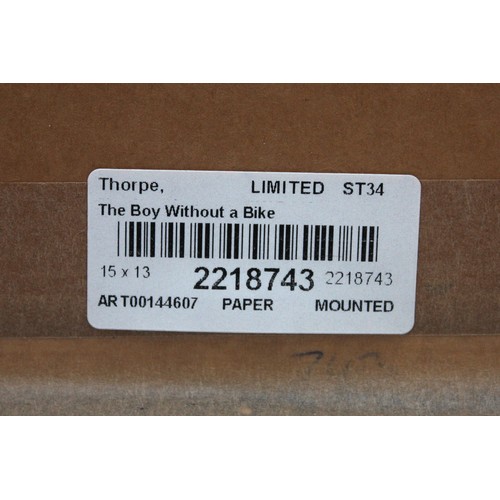 Thorpe, LIMITED ST34
The Boy Without a Bike
15 x 13 2218743 2218743
ART00144607 PAPER MOUNTED